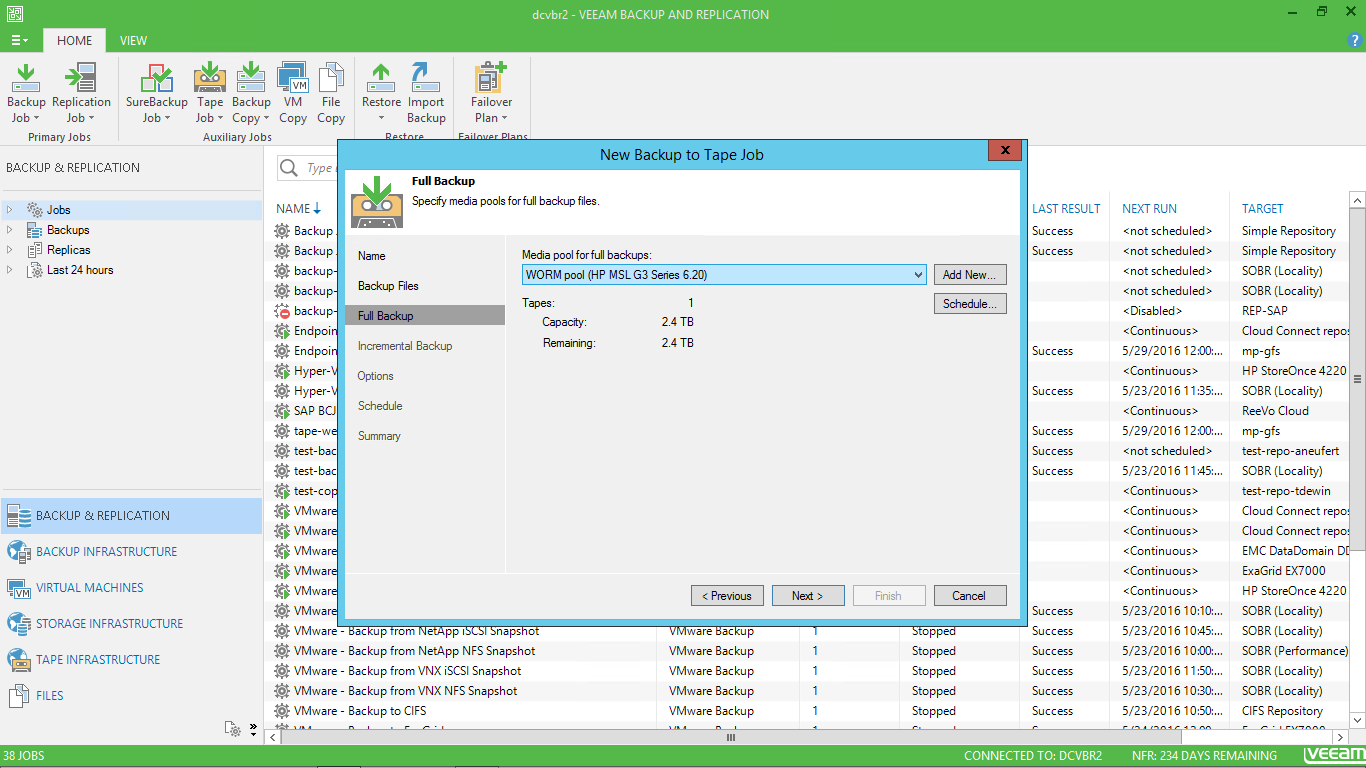 dcvbr2 - VEEAM BACKUP AND REPLICATION
HOME
VIEW
Backup Job
Replication Job
SureBackup Job
Tape Job
Backup Copy
VM Copy
File Copy
Restore
Import Backup
Failover Plan
Primary Jobs
Auxiliary Jobs
Restore
Failover Plans
BACKUP & REPLICATION
Jobs
Backups
Replicas
Last 24 hours
BACKUP & REPLICATION
BACKUP INFRASTRUCTURE
VIRTUAL MACHINES
STORAGE INFRASTRUCTURE
TAPE INFRASTRUCTURE
FILES
Type
NAME LAST RESULT NEXT RUN TARGET
Backup Success <not scheduled> Simple Repository
Backup Success <not scheduled> Simple Repository
backup- <not scheduled> SOBR (Locality)
backup- <not scheduled> SOBR (Locality)
backup- <Disabled> REP-SAP
Endpoin <Continuous> Cloud Connect repos
Endpoin Success 5/29/2016 12:00:... mp-gfs
Hyper-V <Continuous> HP StoreOnce 4220
Hyper-V Success 5/23/2016 11:35:... SOBR (Locality)
SAP BCJ <Continuous> ReeVo Cloud
tape-we Success 5/29/2016 12:00:... mp-gfs
test-bac Success <not scheduled> test-repo-aneufert
test-bac Success 5/23/2016 11:45:... SOBR (Locality)
test-cop <Continuous> test-repo-tdewin
VMware <Continuous> Cloud Connect repos
VMware <Continuous> Cloud Connect repos
VMware <Continuous> EMC DataDomain DD
VMware <Continuous> ExaGrid EX7000
VMware <Continuous> HP StoreOnce 4220
VMware Success 5/23/2016 10:10:... SOBR (Locality)
VMware - Backup from NetApp iSCSI Snapshot VMware Backup 1 Stopped Success 5/23/2016 10:45:... SOBR (Locality)
VMware - Backup from NetApp NFS Snapshot VMware Backup 1 Stopped Success 5/23/2016 10:00:... SOBR (Performance)
VMware - Backup from VNX iSCSI Snapshot VMware Backup 1 Stopped Success 5/23/2016 11:50:... SOBR (Locality)
VMware - Backup from VNX NFS Snapshot VMware Backup 1 Stopped Success 5/23/2016 10:30:... SOBR (Locality)
VMware - Backup to CIFS VMware Backup 1 Stopped Success 5/23/2016 10:50:... CIFS Repository
New Backup to Tape Job
x
Full Backup
Specify media pools for full backup files.
Name
Backup Files
Full Backup
Incremental Backup
Options
Schedule
Summary
Media pool for full backups:
WORM pool (HP MSL G3 Series 6.20)
Add New...
Schedule...
Tapes: 1
Capacity: 2.4 TB
Remaining: 2.4 TB
< Previous
Next >
Finish
Cancel
38 JOBS
CONNECTED TO: DCVBR2
NFR: 234 DAYS REMAINING
veeam